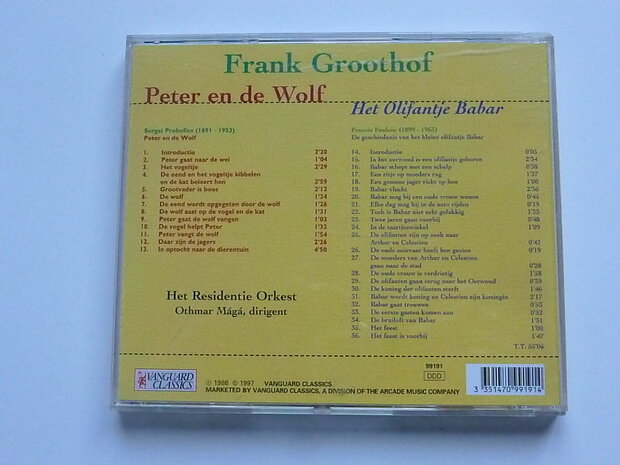 Frank Groothof
Peter en de Wolf
Het Olifantje Babar
Sergei Prokofiev (1891 - 1953)
Peter en de Wolf
1. Introductie 2'20
2. Peter gaat naar de wei 1'04
3. Het vogeltje 2'29
4. De eend en het vogeltje kibbelen
en de kat beloert hen 2'59
5. Grootvader is boos 2'12
6. De wolf 1'34
7. De eend wordt opgegeten door de wolf 1'26
8. De wolf aast op de vogel en de kat 1'31
9. Peter gaat de wolf vangen 1'02
10. De vogel helpt Peter 1'32
11. Peter vangt de wolf 1'54
12. Daar zijn de jagers 2'26
13. In optocht naar de dierentuin 4'50
Het Residentie Orkest
Othmar Mágá, dirigent
Francis Poulenc (1899 - 1963)
De geschiedenis van het kleine olifantje Babar
14. Introductie 0'06
15. In het oerwoud is een olifantje geboren 2'34
16. Babar schept met een schelp 0'38
17. Een ritje op moeders rug 1'37
18. Een gemene jager richt op hen 1'00
19. Babar vlucht 2'36
20. Babar mag bij een oude vrouw wonen 0'45
21. Elke dag mag hij in de auto rijden 0'19
22. Toch is Babar niet echt gelukkig 1'35
23. Twee jaren gaan voorbij 0'48
24. In de taartjeswinkel 1'09
25. De olifanten zijn op zoek naar
Arthur en Celestien 0'43
26. De oude ooievaar heeft hen gezien 0'19
27. De moeders van Arthur en Celestien
gaan naar de stad 0'28
28. De oude vrouw is verdrietig 1'58
29. De olifanten gaan terug naar het Oerwoud 0'39
30. De koning der olifanten sterft 1'46
31. Babar wordt koning en Celestien zijn koningin 2'17
32. Babar gaat trouwen 0'53
33. De eerste gasten komen aan 0'52
34. De bruiloft van Babar 1'31
35. Het feest 1'00
36. Het feest is voorbij 1'47
T.T. 55'06
VANGUARD
CLASSICS
℗ 1986 © 1997 VANGUARD CLASSICS
MARKETED BY VANGUARD CLASSICS, A DIVISION OF THE ARCADE MUSIC COMPANY
99191
DDD
3 351470 991914